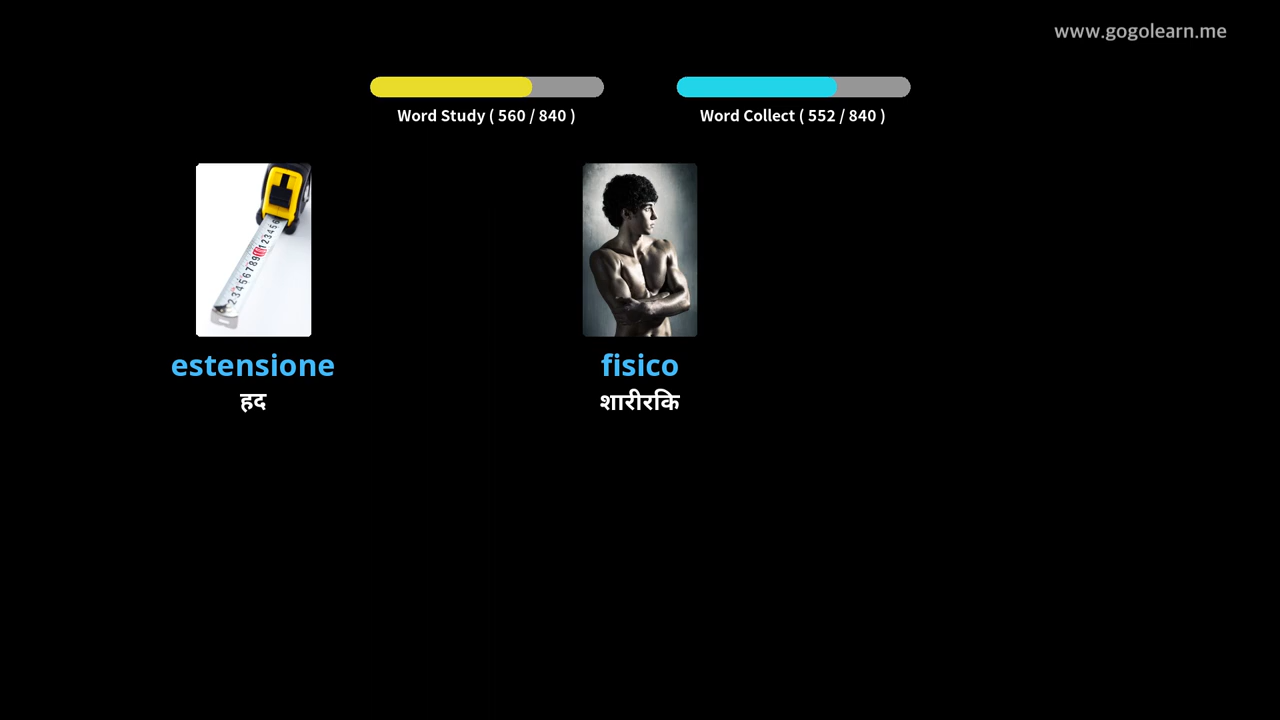 www.gogolearn.me
Word Study ( 560 / 840 )
Word Collect ( 552 / 840 )
estensione
हद
fisico
शारीरकि